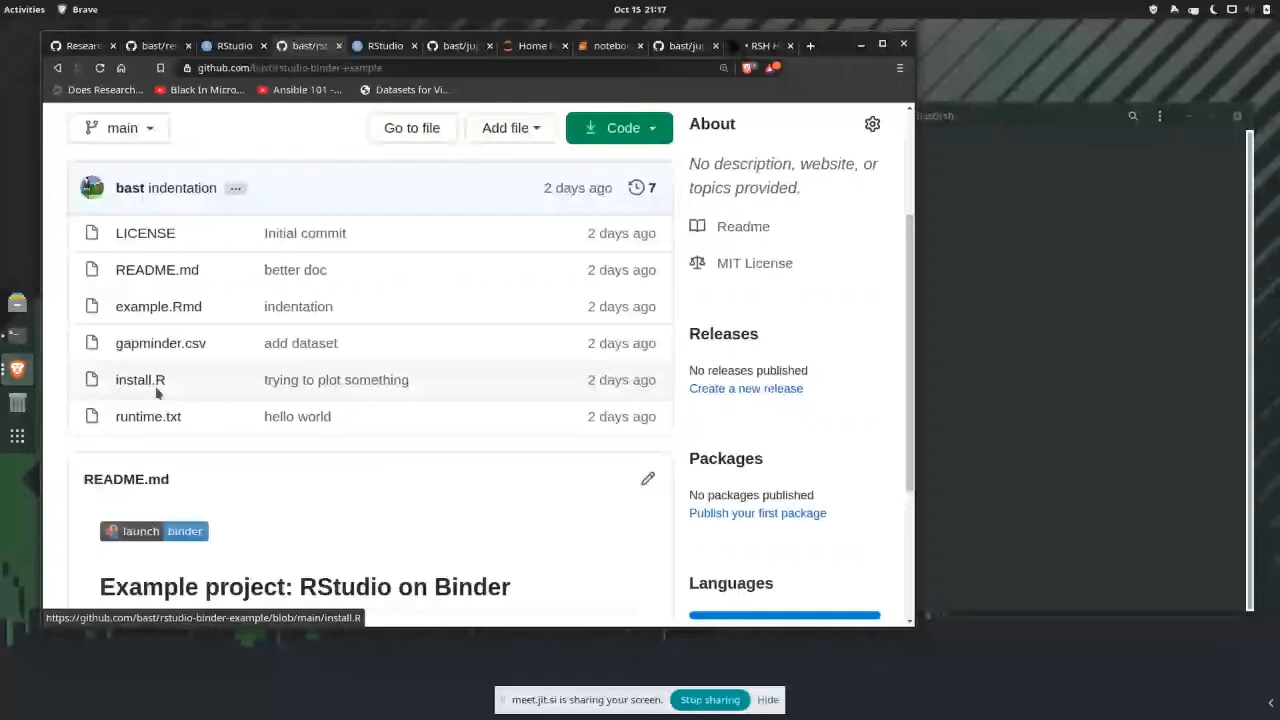 Activities Brave Oct 15 21:17
Researc bast/re RStudio bast/rst RStudio bast/ju Home notebo bast/ju RSH H
github.com/bast/rstudio-binder-example
Does Research... Black In Micro... Ansible 101 -... Datasets for Vi...
main Go to file Add file Code
About
No description, website, or
topics provided.
bast indentation ... 2 days ago 7
Readme
LICENSE Initial commit 2 days ago
MIT License
README.md better doc 2 days ago
example.Rmd indentation 2 days ago
Releases
gapminder.csv add dataset 2 days ago
No releases published
install.R trying to plot something 2 days ago
Create a new release
runtime.txt hello world 2 days ago
Packages
README.md
No packages published
Publish your first package
launch binder
Example project: RStudio on Binder
Languages
https://github.com/bast/rstudio-binder-example/blob/main/install.R
meet.jit.si is sharing your screen. Stop sharing Hide